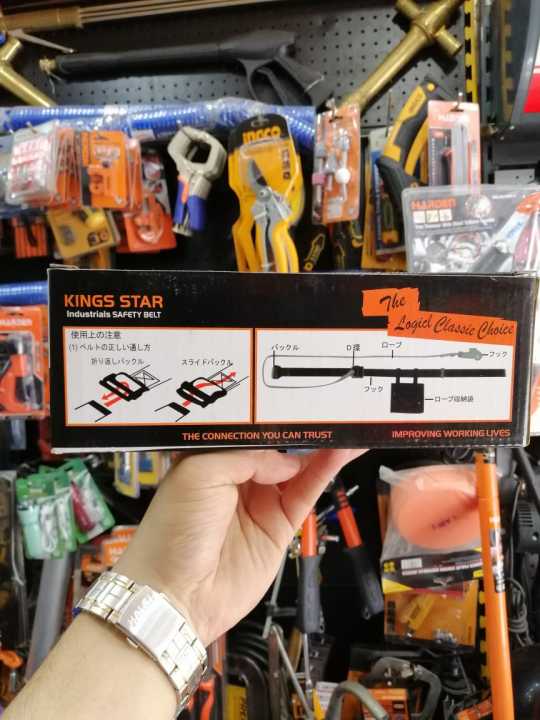 INGCO
HARDEN
HARDEN
KINGS STAR
Industrials SAFETY BELT
The
Logicl Classic Choice
使用上の注意
(1) ベルトの正しい通し方
折り返しバックル
スライドバックル
バックル
D環
ロープ
フック
フック
ロープ収納袋
THE CONNECTION YOU CAN TRUST
IMPROVING WORKING LIVES